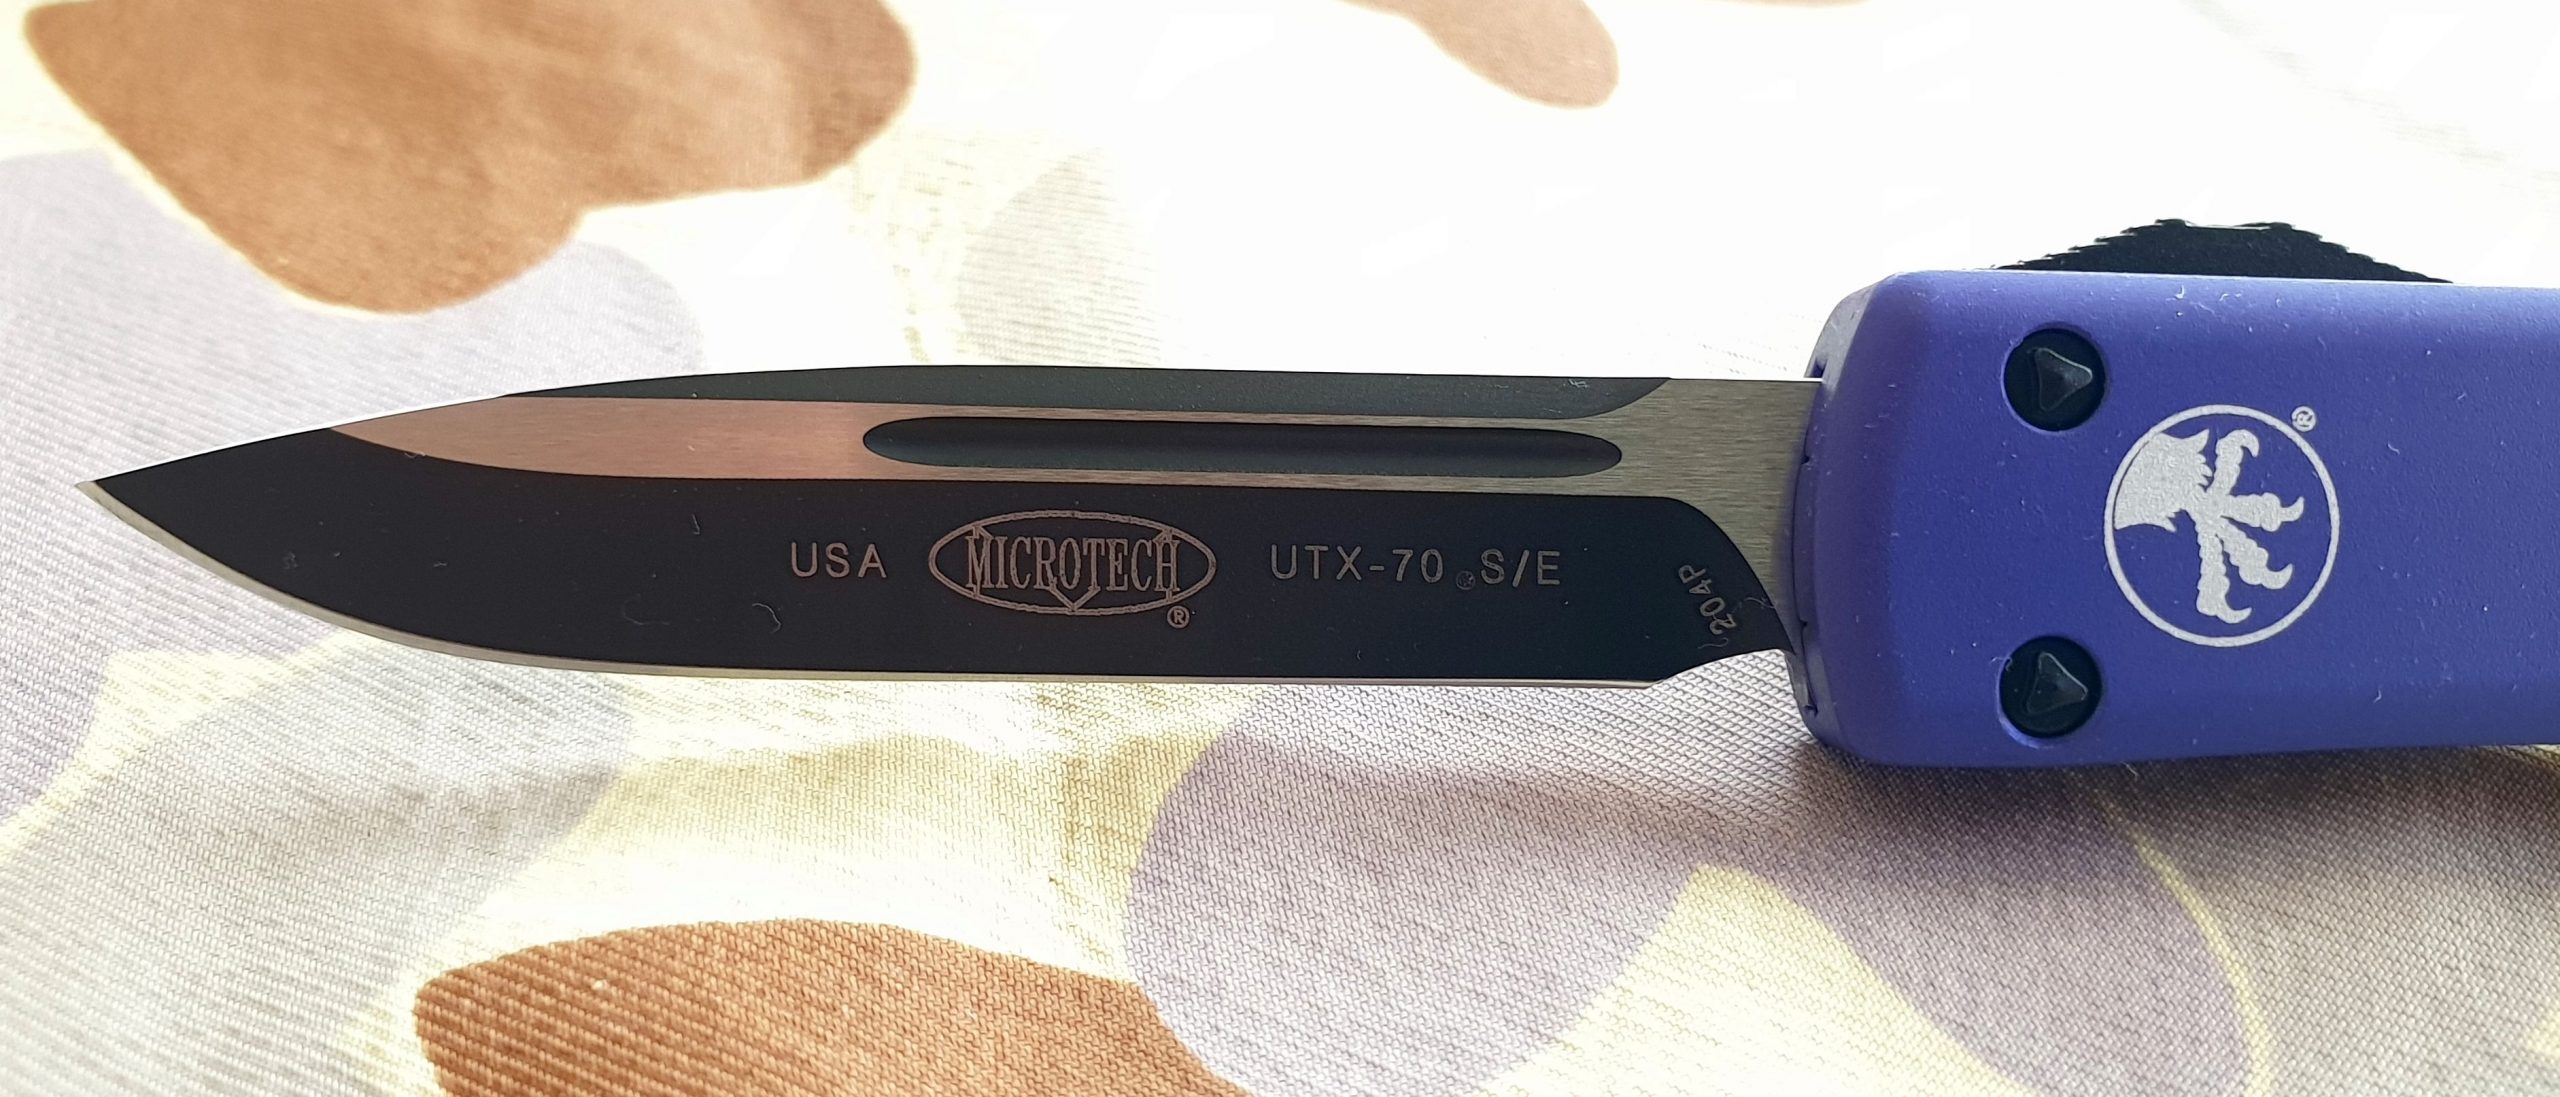 USA MICROTECH® UTX-70® S/E
204P
®